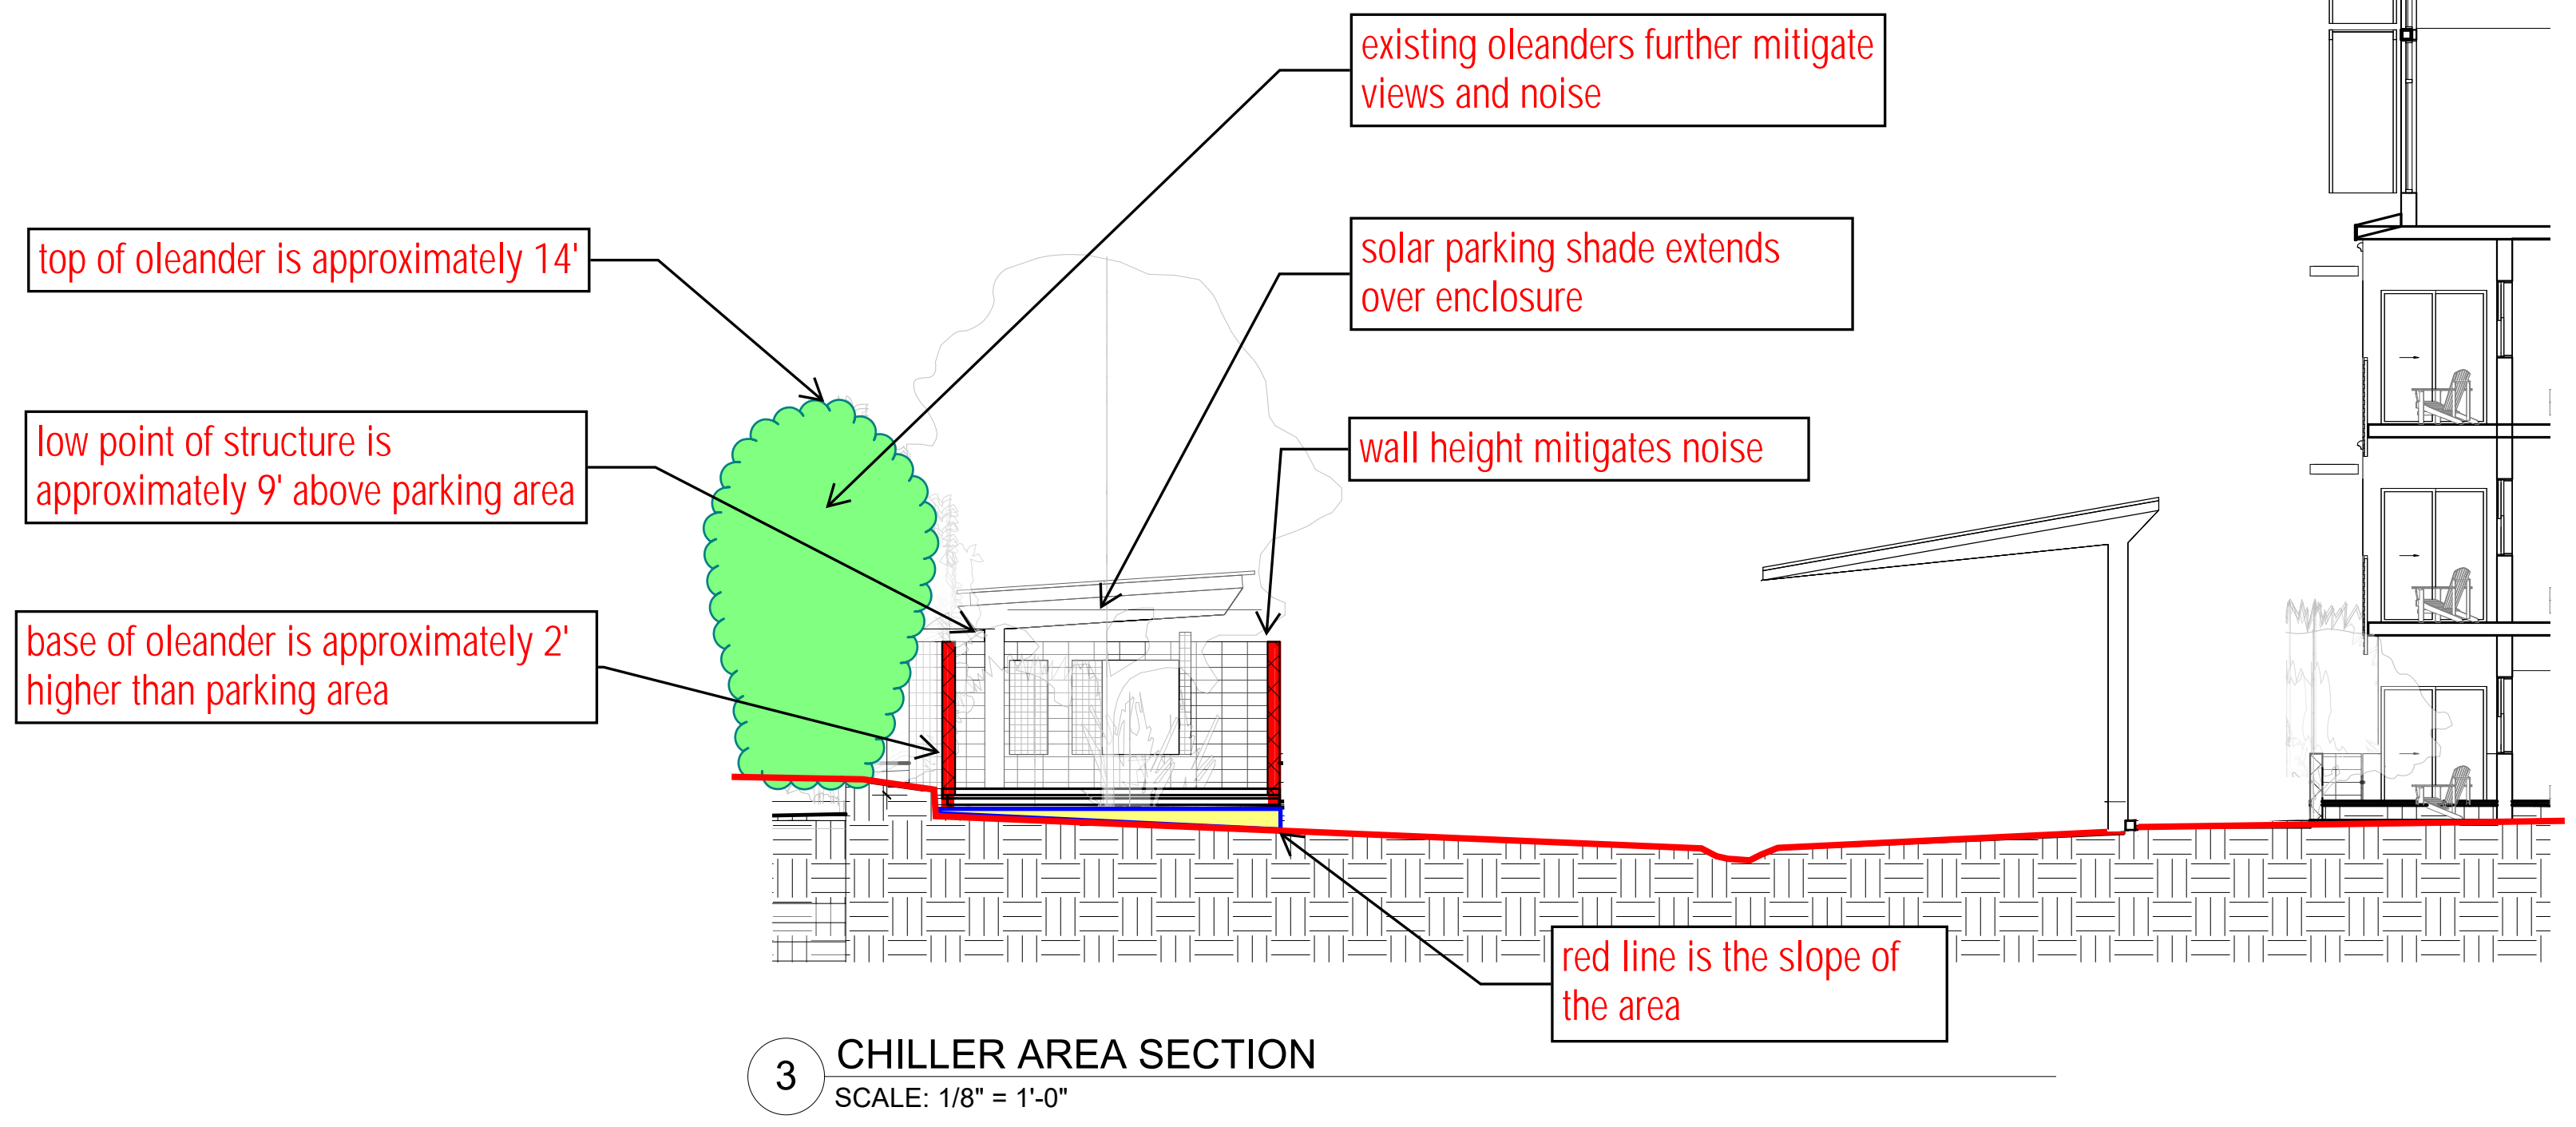 existing oleanders further mitigate
views and noise
top of oleander is approximately 14'
solar parking shade extends
over enclosure
low point of structure is
approximately 9' above parking area
wall height mitigates noise
base of oleander is approximately 2'
higher than parking area
red line is the slope of
the area
3
CHILLER AREA SECTION
SCALE: 1/8" = 1'-0"